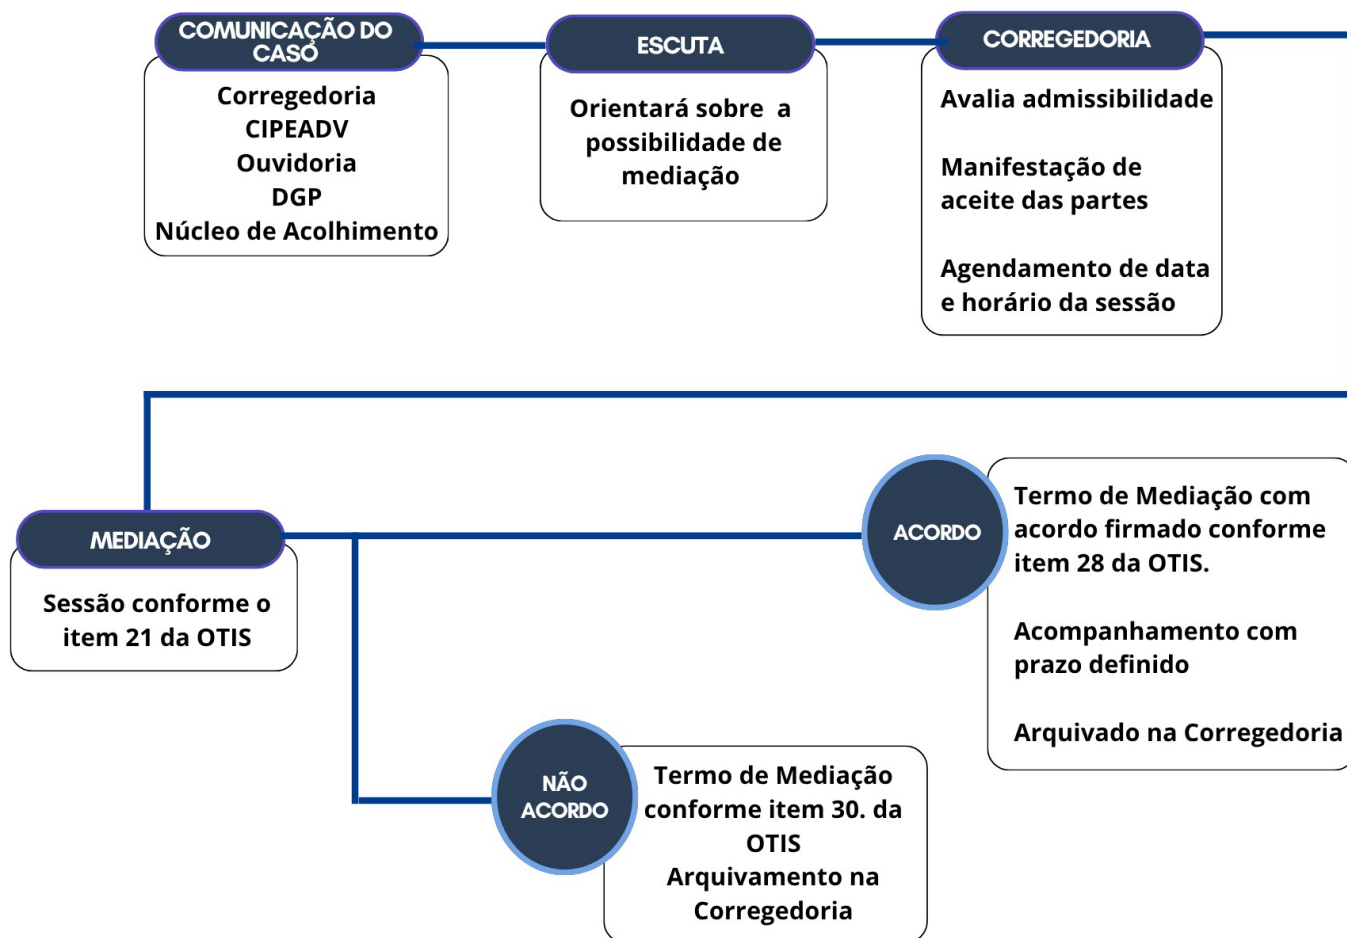 COMUNICAÇÃO DO
CASO
Corregedoria
CIPEADV
Ouvidoria
DGP
Núcleo de Acolhimento
ESCUTA
Orientará sobre a
possibilidade de
mediação
CORREGEDORIA
Avalia admissibilidade
Manifestação de
aceite das partes
Agendamento de data
e horário da sessão
MEDIAÇÃO
Sessão conforme o
item 21 da OTIS
ACORDO
Termo de Mediação com
acordo firmado conforme
item 28 da OTIS.
Acompanhamento com
prazo definido
Arquivado na Corregedoria
NÃO
ACORDO
Termo de Mediação
conforme item 30. da
OTIS
Arquivamento na
Corregedoria